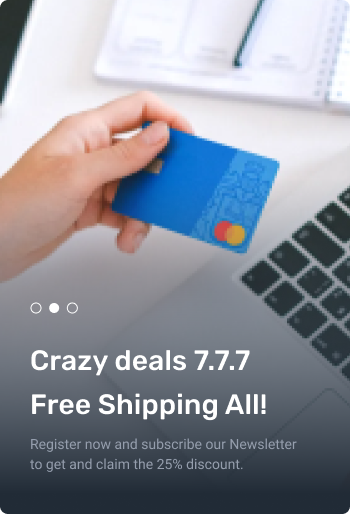 Crazy deals 7.7.7
Free Shipping All!
Register now and subscribe our Newsletter
to get and claim the 25% discount.